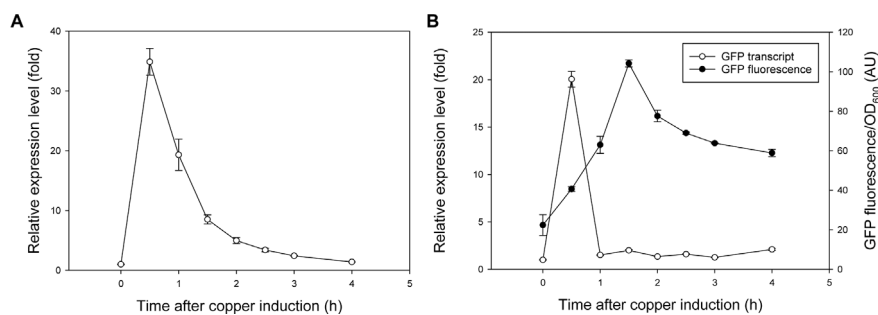 A
Relative expression level (fold)
40
30
20
10
0
0 1 2 3 4 5
Time after copper induction (h)
B
Relative expression level (fold)
25
20
15
10
5
0
GFP transcript
GFP fluorescence
120
100
80
60
40
20
0
GFP fluorescence/OD600 (AU)
0 1 2 3 4 5
Time after copper induction (h)